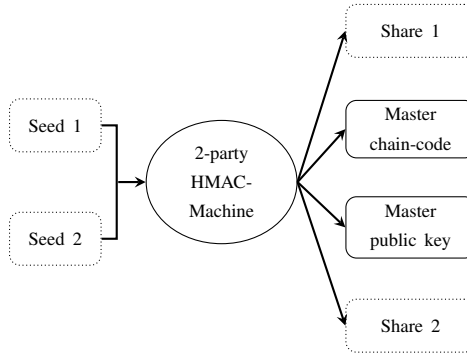 Seed 1
Seed 2
2-party
HMAC-
Machine
Share 1
Master
chain-code
Master
public key
Share 2